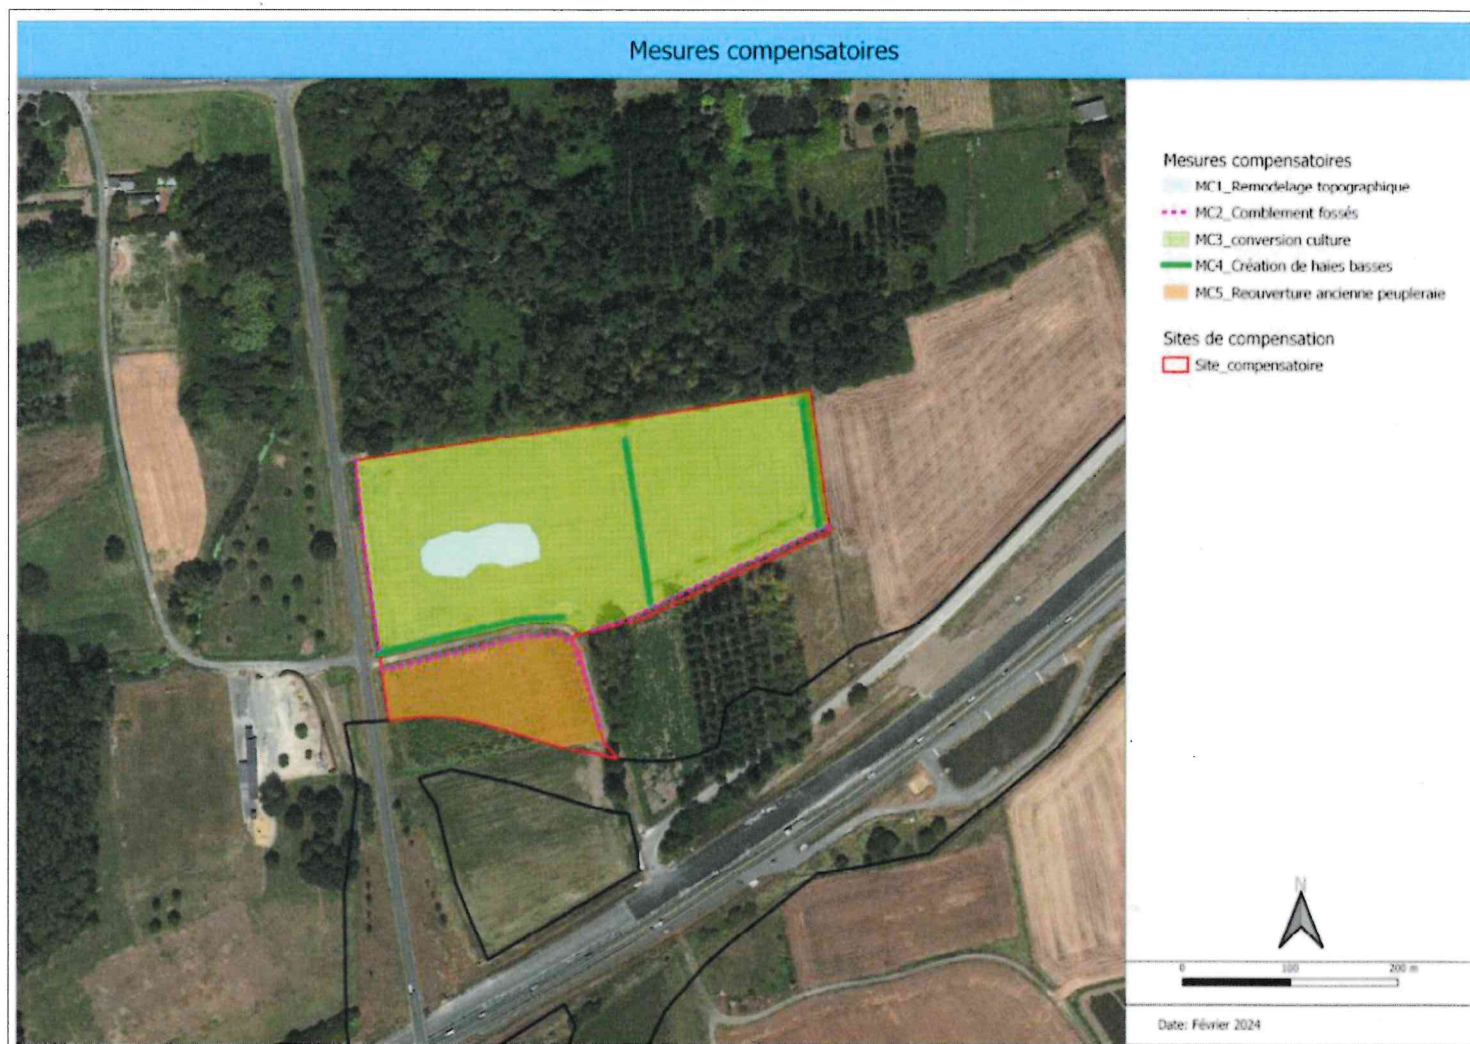 Mesures compensatoires
Mesures compensatoires
MC1_Remodelage topographique
MC2_Comblement fossés
MC3_conversion culture
MC4_Création de haies basses
MC5_Reouverture ancienne peupleraie
Sites de compensation
Site_compensatoire
N
0 100 200 m
Date: Février 2024